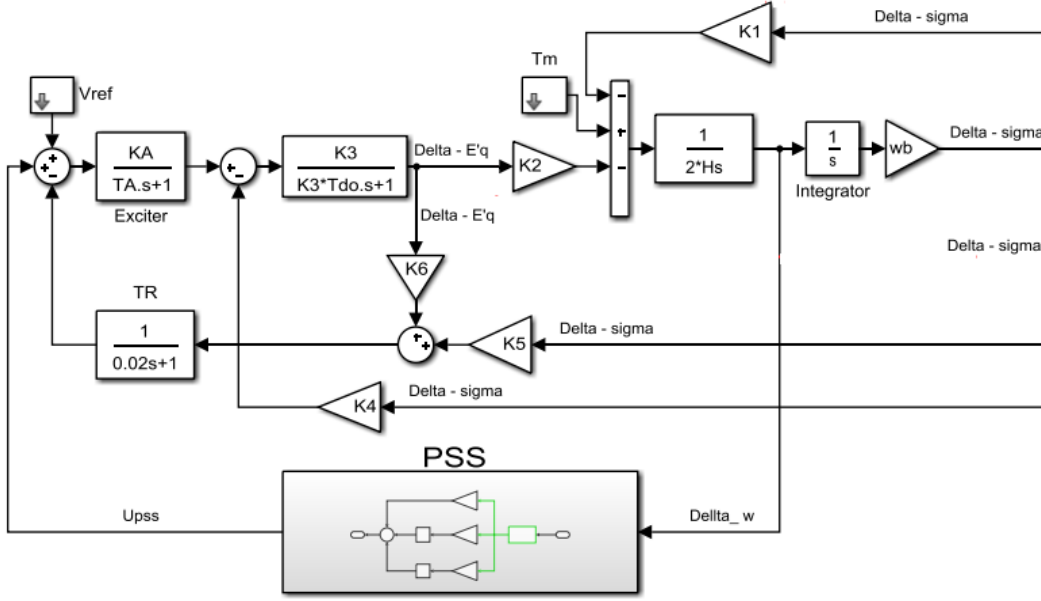 Delta - sigma
K1
Tm
Vref
KA
TA.s+1
Exciter
K3
K3*Tdo.s+1
Delta - E'q
K2
1
2*Hs
1
s
Integrator
wb
Delta - sigma
Delta - E'q
Delta - sigma
K6
TR
1
0.02s+1
K5
Delta - sigma
K4
Delta - sigma
PSS
Upss
Dellta_ w